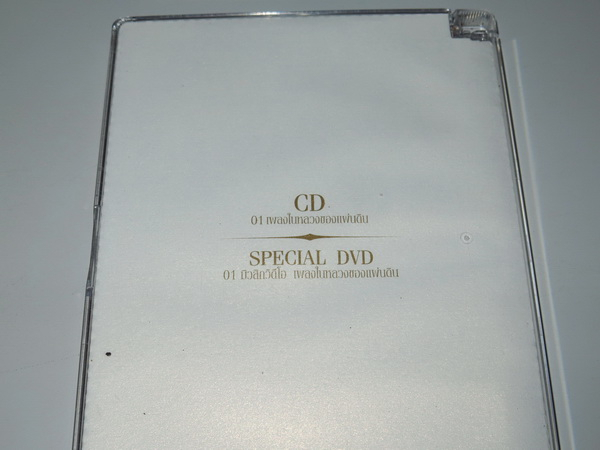 CD
01 เพลงในหลวงของแผ่นดิน
SPECIAL DVD
01 มิวสิกวิดีโอ เพลงในหลวงของแผ่นดิน